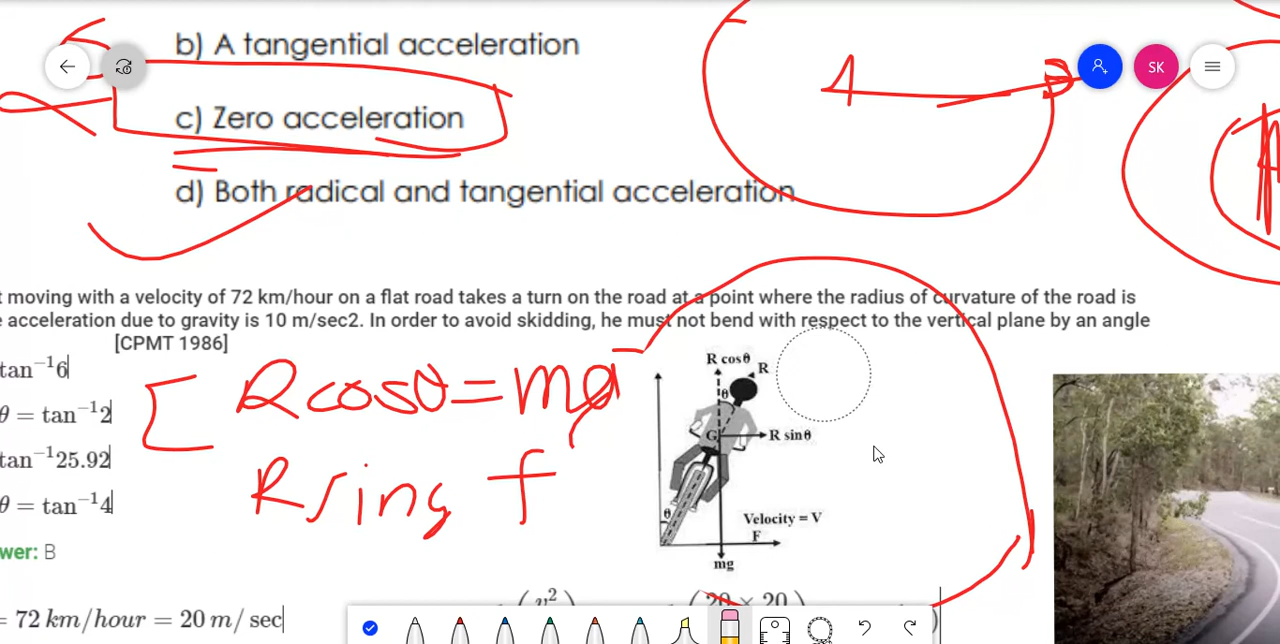 b) A tangential acceleration
c) Zero acceleration
d) Both radical and tangential acceleration
SK
moving with a velocity of 72 km/hour on a flat road takes a turn on the road at a point where the radius of curvature of the road is
acceleration due to gravity is 10 m/sec2. In order to avoid skidding, he must not bend with respect to the vertical plane by an angle
[CPMT 1986]
tan⁻¹6
θ = tan⁻¹2
tan⁻¹25.92
θ = tan⁻¹4
wer: B
= 72 km/hour = 20 m/sec
R cosθ = mg
R sinθ f
R cosθ
R
θ
G
R sinθ
θ
Velocity = V
F
mg
20 × 20